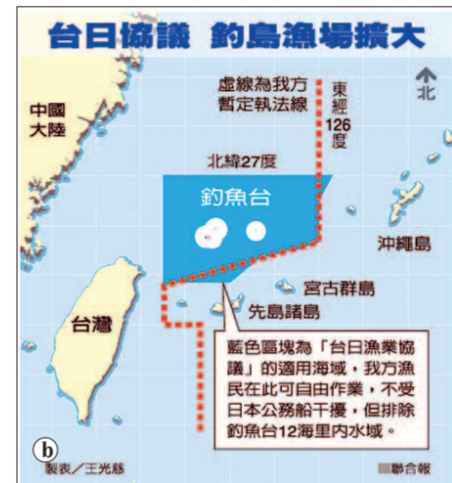 台日協議 釣島漁場擴大
虛線為我方
暫定執法線
東經126度
北
中國
大陸
北緯27度
釣魚台
沖繩島
宮古群島
先島諸島
台灣
藍色區塊為「台日漁業協
議」的適用海域，我方漁
民在此可自由作業，不受
日本公務船干擾，但排除
釣魚台12海里內水域。
b
製表／王光慈
聯合報